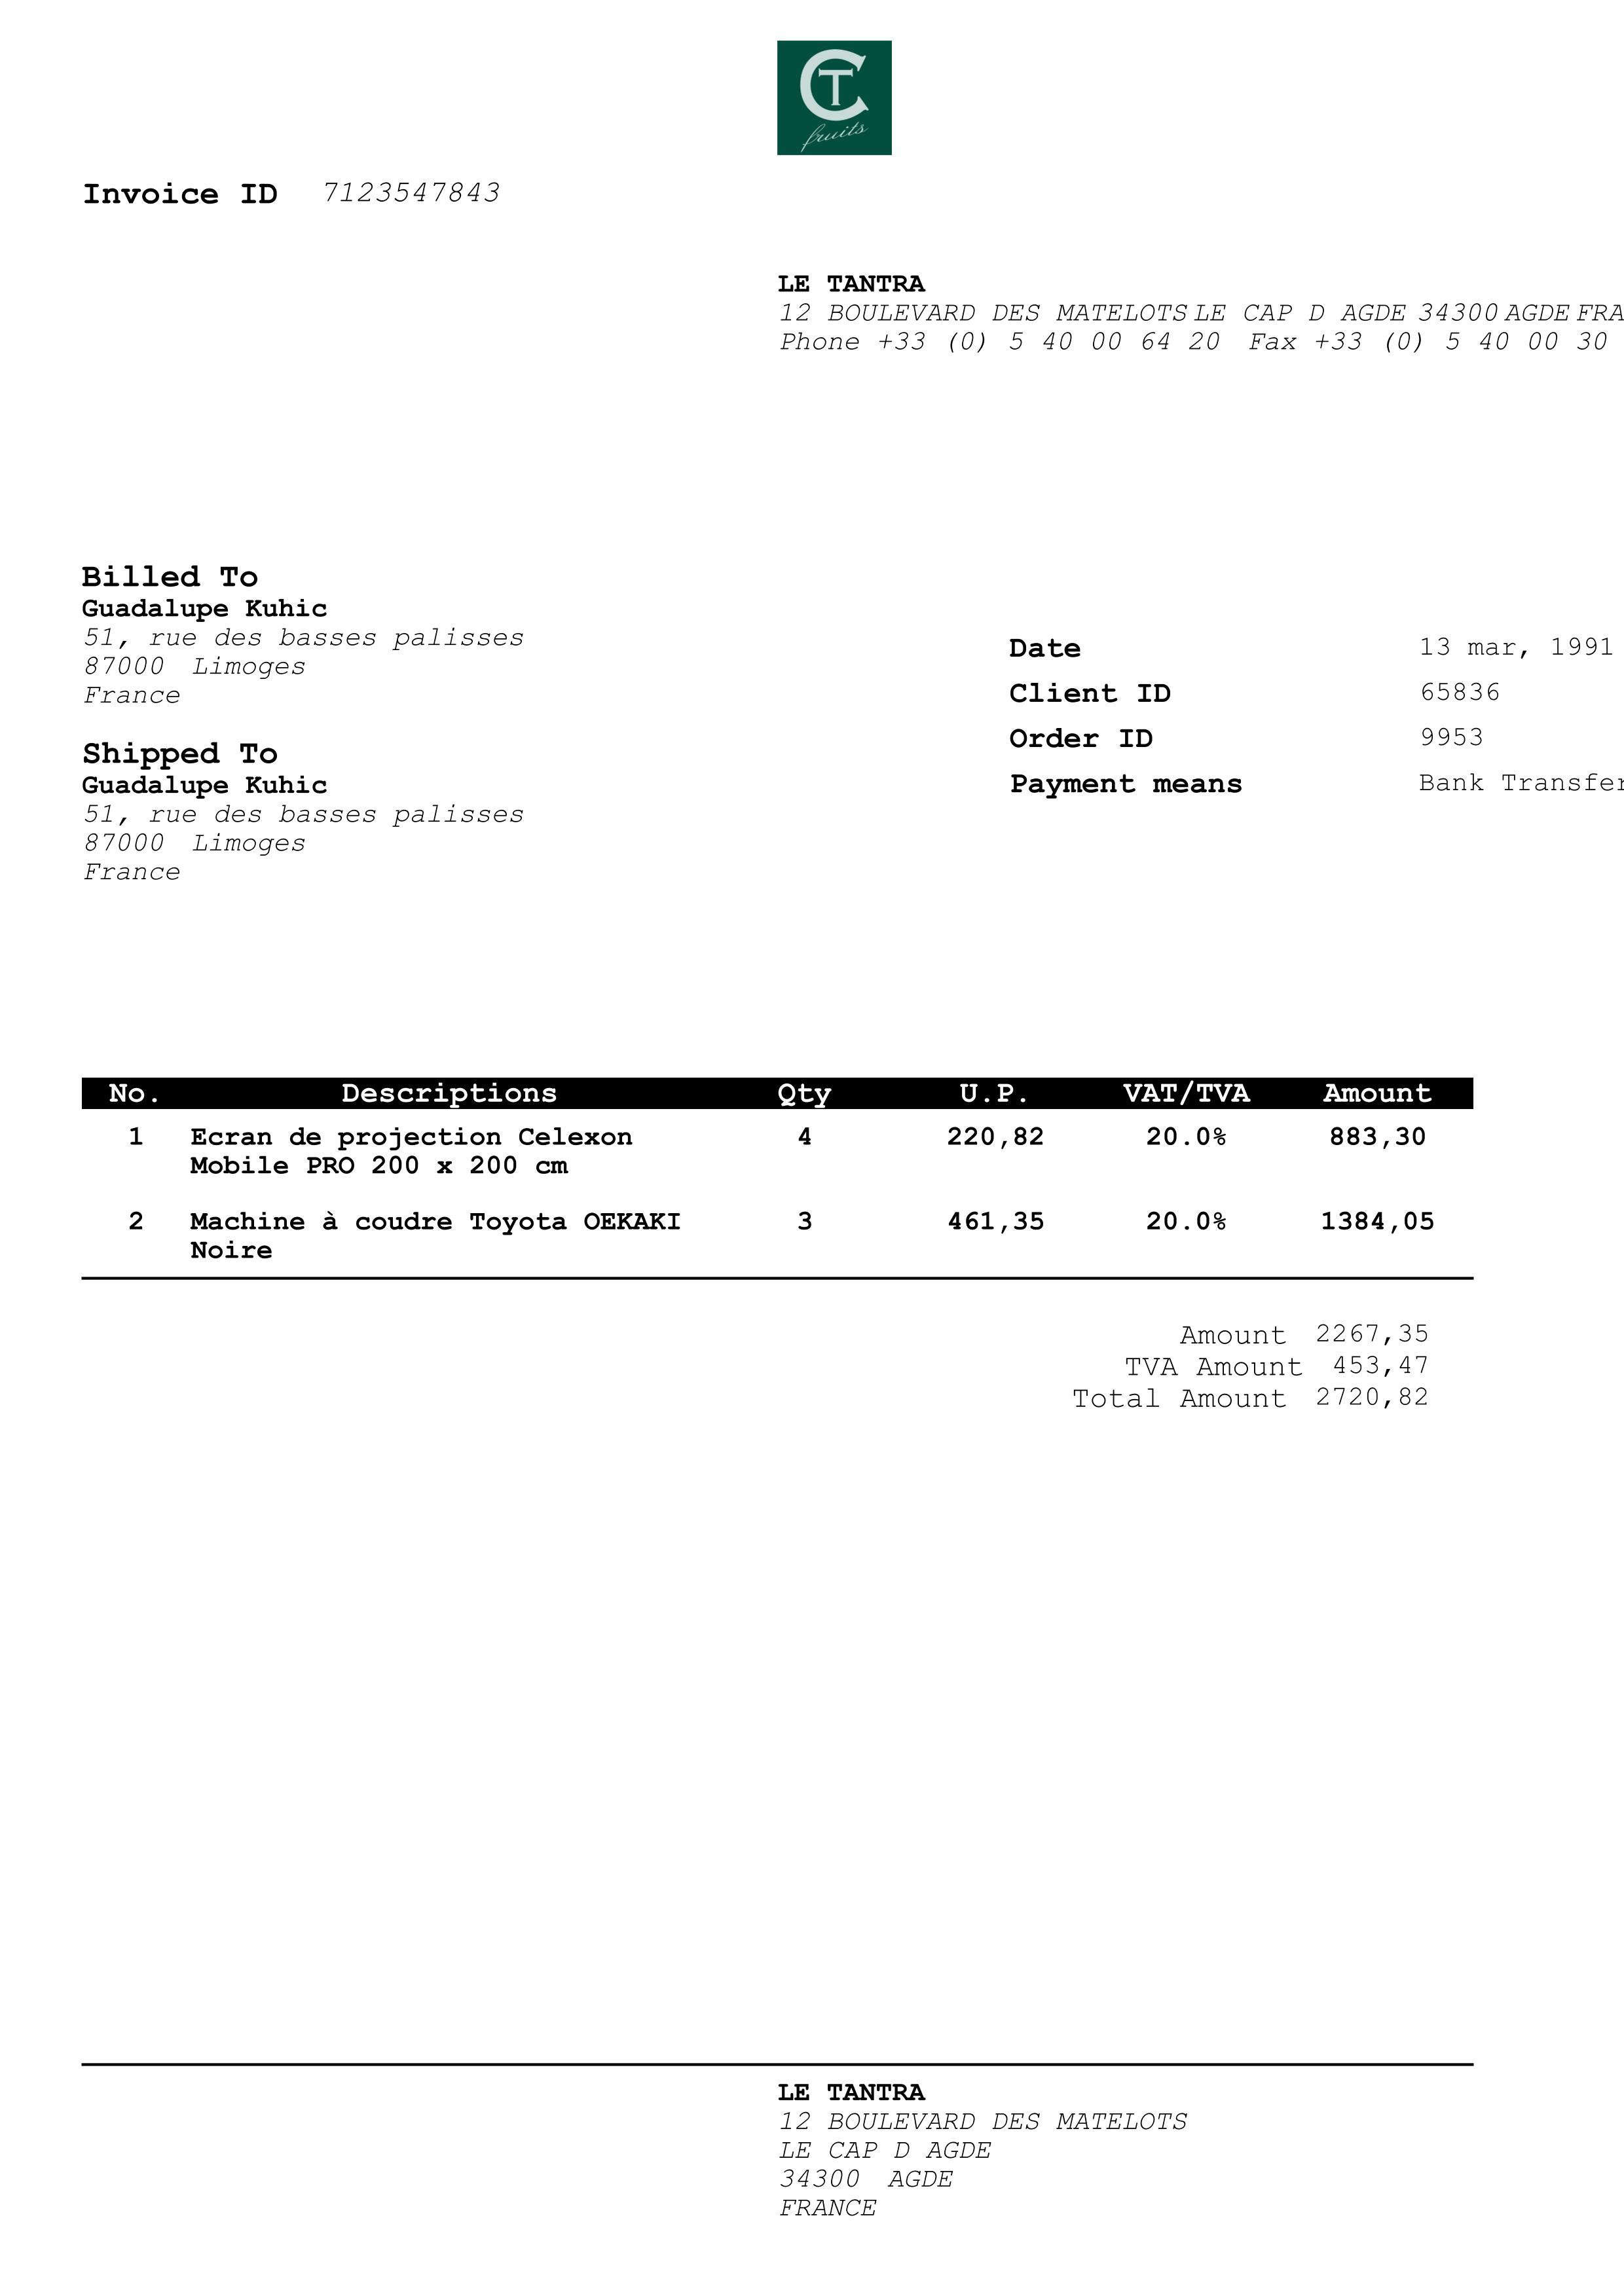 CT
fruits
Invoice ID 7123547843
LE TANTRA
12 BOULEVARD DES MATELOTS LE CAP D AGDE 34300 AGDE FRA
Phone +33 (0) 5 40 00 64 20 Fax +33 (0) 5 40 00 30
Billed To
Guadalupe Kuhic
51, rue des basses palisses
87000 Limoges
France
Shipped To
Guadalupe Kuhic
51, rue des basses palisses
87000 Limoges
France
Date 13 mar, 1991
Client ID 65836
Order ID 9953
Payment means Bank Transfer
No. Descriptions Qty U.P. VAT/TVA Amount
1 Ecran de projection Celexon 4 220,82 20.0% 883,30
Mobile PRO 200 x 200 cm
2 Machine à coudre Toyota OEKAKI 3 461,35 20.0% 1384,05
Noire
Amount 2267,35
TVA Amount 453,47
Total Amount 2720,82
LE TANTRA
12 BOULEVARD DES MATELOTS
LE CAP D AGDE
34300 AGDE
FRANCE